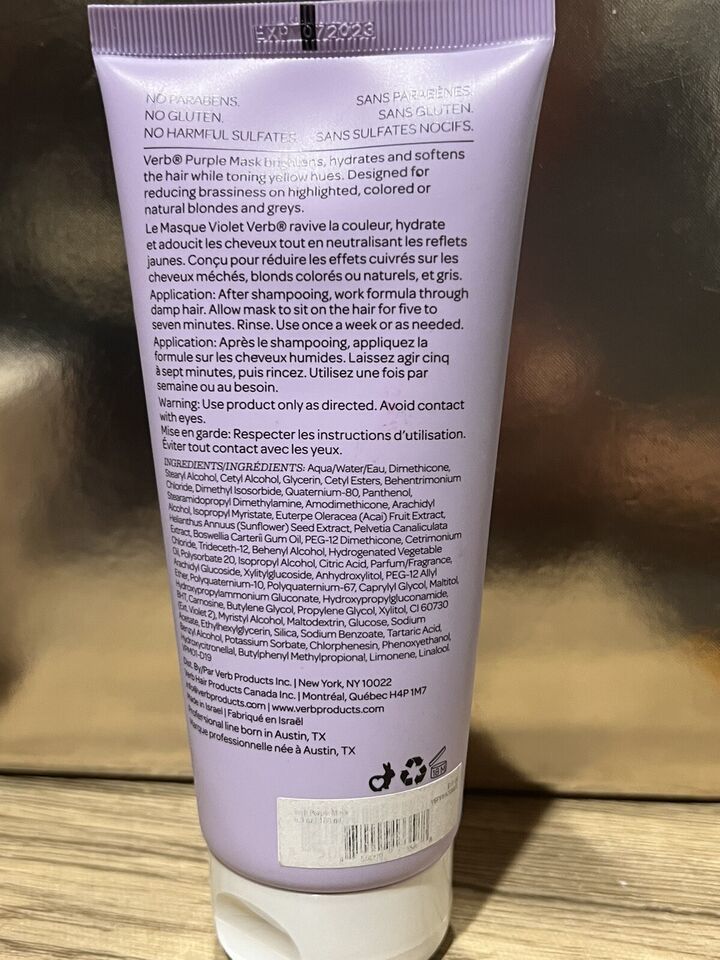 EXP 072023
NO PARABENS. SANS PARABÈNES.
NO GLUTEN. SANS GLUTEN.
NO HARMFUL SULFATES. SANS SULFATES NOCIFS.
Verb® Purple Mask brightens, hydrates and softens
the hair while toning yellow hues. Designed for
reducing brassiness on highlighted, colored or
natural blondes and greys.
Le Masque Violet Verb® ravive la couleur, hydrate
et adoucit les cheveux tout en neutralisant les reflets
jaunes. Conçu pour réduire les effets cuivrés sur les
cheveux méchés, blonds colorés ou naturels, et gris.
Application: After shampooing, work formula through
damp hair. Allow mask to sit on the hair for five to
seven minutes. Rinse. Use once a week or as needed.
Application: Après le shampooing, appliquez la
formule sur les cheveux humides. Laissez agir cinq
à sept minutes, puis rincez. Utilisez une fois par
semaine ou au besoin.
Warning: Use product only as directed. Avoid contact
with eyes.
Mise en garde: Respecter les instructions d'utilisation.
Éviter tout contact avec les yeux.
INGREDIENTS/INGRÉDIENTS: Aqua/Water/Eau, Dimethicone,
Stearyl Alcohol, Cetyl Alcohol, Glycerin, Cetyl Esters, Behentrimonium
Chloride, Dimethyl Isosorbide, Quaternium-80, Panthenol,
Stearamidopropyl Dimethylamine, Amodimethicone, Arachidyl
Alcohol, Isopropyl Myristate, Euterpe Oleracea (Acai) Fruit Extract,
Helianthus Annuus (Sunflower) Seed Extract, Pelvetia Canaliculata
Extract, Boswellia Carterii Gum Oil, PEG-12 Dimethicone, Cetrimonium
Chloride, Trideceth-12, Behenyl Alcohol, Hydrogenated Vegetable
Oil, Polysorbate 20, Isopropyl Alcohol, Citric Acid, Parfum/Fragrance,
Arachidyl Glucoside, Xylitylglucoside, Anhydroxylitol, PEG-12 Allyl
Ether, Polyquaternium-10, Polyquaternium-67, Caprylyl Glycol, Maltitol,
Hydroxypropylammonium Gluconate, Hydroxypropylgluconamide,
BHT, Carnosine, Butylene Glycol, Propylene Glycol, Xylitol, CI 60730
(Ext. Violet 2), Myristyl Alcohol, Maltodextrin, Glucose, Sodium
Acetate, Ethylhexylglycerin, Silica, Sodium Benzoate, Tartaric Acid,
Benzyl Alcohol, Potassium Sorbate, Chlorphenesin, Phenoxyethanol,
Hydroxycitronellal, Butylphenyl Methylpropional, Limonene, Linalool.
VPM01-D19
Dist. By/Par Verb Products Inc. | New York, NY 10022
Verb Hair Products Canada Inc. | Montréal, Québec H4P 1M7
info@verbproducts.com | www.verbproducts.com
Made in Israel | Fabriqué en Israël
Professional line born in Austin, TX
Marque professionnelle née à Austin, TX
Verb Purple Mask